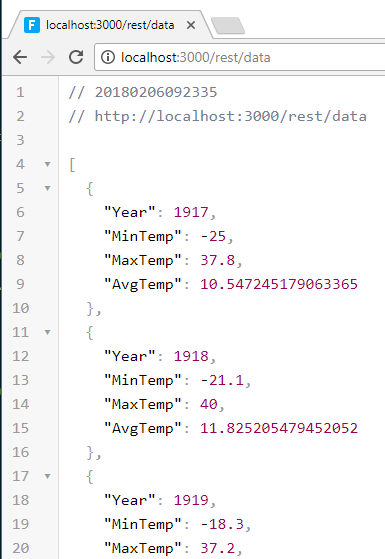 F localhost:3000/rest/data
localhost:3000/rest/data
1 // 20180206092335
2 // http://localhost:3000/rest/data
3
4 [
5 {
6 "Year": 1917,
7 "MinTemp": -25,
8 "MaxTemp": 37.8,
9 "AvgTemp": 10.547245179063365
10 },
11 {
12 "Year": 1918,
13 "MinTemp": -21.1,
14 "MaxTemp": 40,
15 "AvgTemp": 11.825205479452052
16 },
17 {
18 "Year": 1919,
19 "MinTemp": -18.3,
20 "MaxTemp": 37.2,